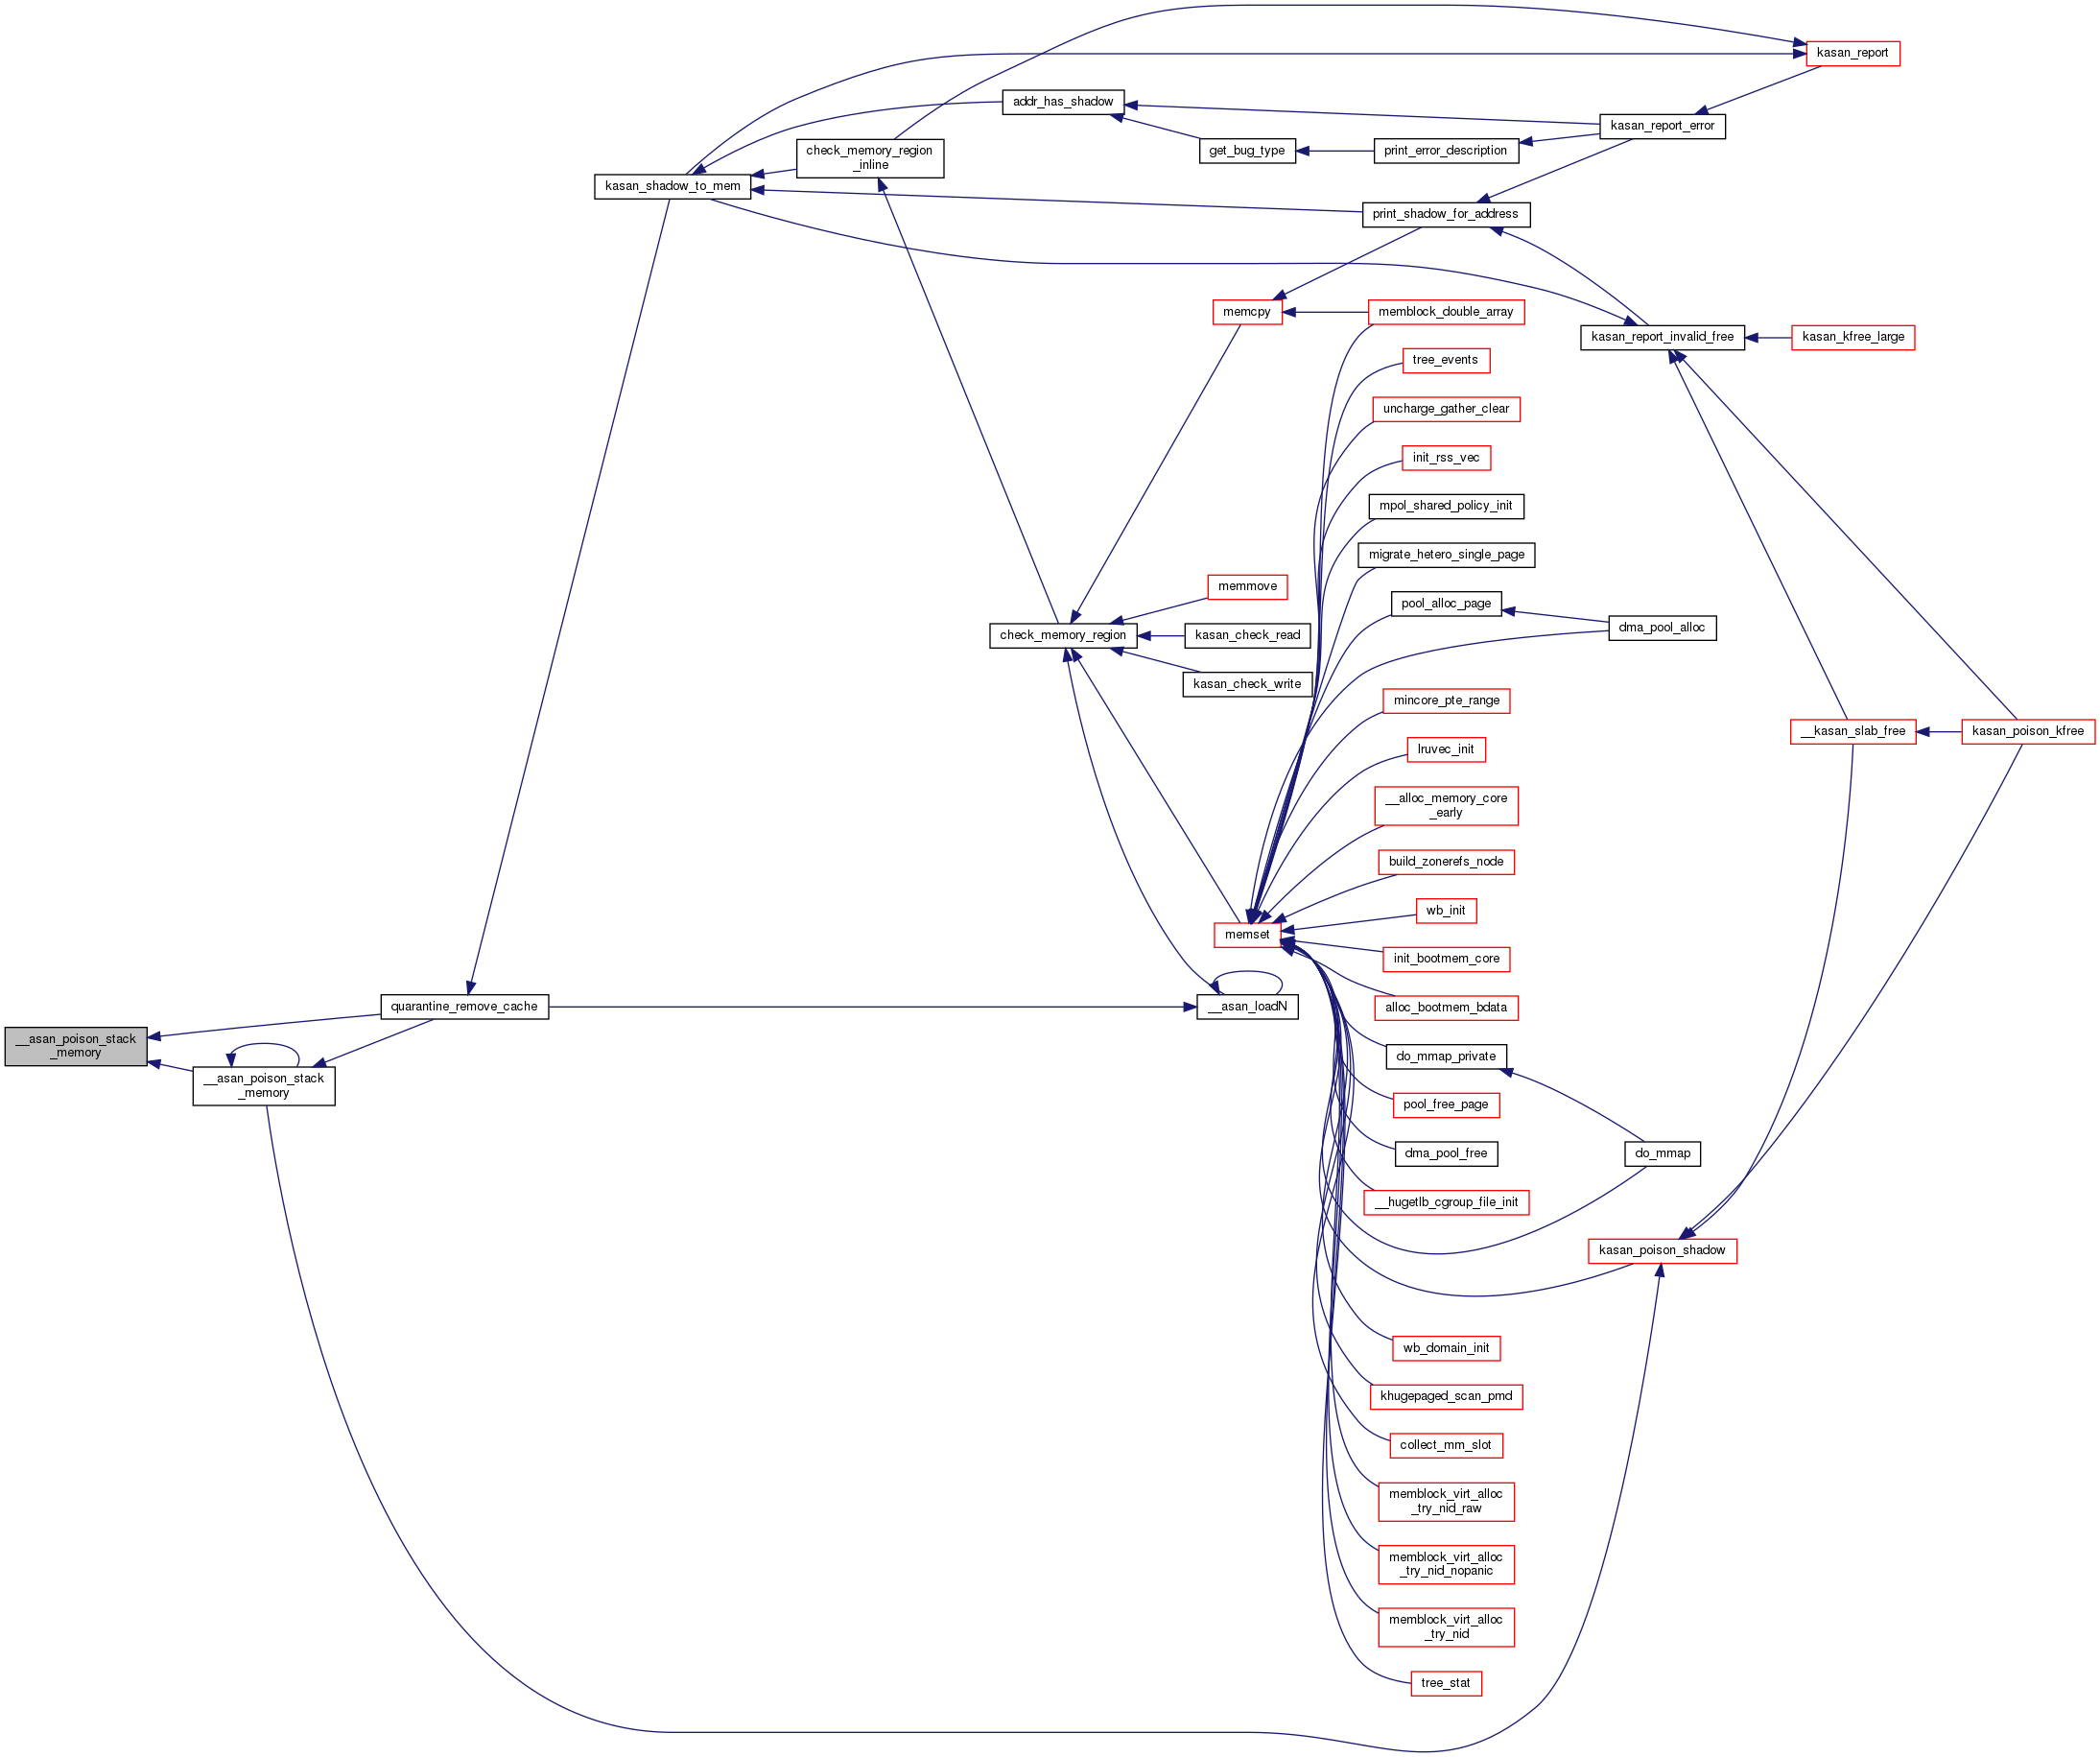 kasan_report
addr_has_shadow
kasan_report_error
check_memory_region
_inline
get_bug_type
print_error_description
kasan_shadow_to_mem
print_shadow_for_address
memcpy
memblock_double_array
kasan_report_invalid_free
kasan_kfree_large
tree_events
uncharge_gather_clear
init_rss_vec
mpol_shared_policy_init
migrate_hetero_single_page
memmove
pool_alloc_page
check_memory_region
kasan_check_read
dma_pool_alloc
kasan_check_write
mincore_pte_range
__kasan_slab_free
kasan_poison_kfree
lruvec_init
__alloc_memory_core
_early
build_zonerefs_node
wb_init
memset
init_bootmem_core
quarantine_remove_cache
__asan_loadN
alloc_bootmem_bdata
__asan_poison_stack
_memory
do_mmap_private
__asan_poison_stack
_memory
pool_free_page
dma_pool_free
do_mmap
__hugetlb_cgroup_file_init
kasan_poison_shadow
wb_domain_init
khugepaged_scan_pmd
collect_mm_slot
memblock_virt_alloc
_try_nid_raw
memblock_virt_alloc
_try_nid_nopanic
memblock_virt_alloc
_try_nid
tree_stat